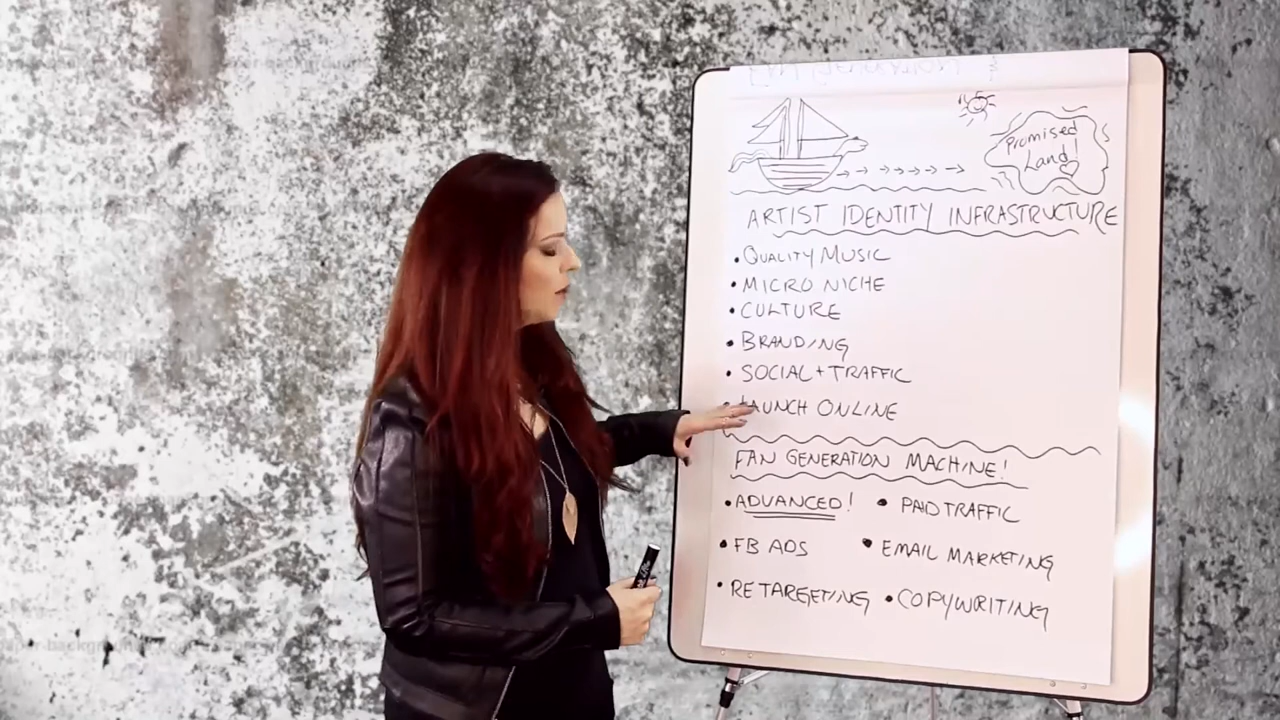 Promised
Land!
ARTIST IDENTITY INFRASTRUCTURE
• QUALITY MUSIC
• MICRO NICHE
• CULTURE
• BRANDING
• SOCIAL + TRAFFIC
• LAUNCH ONLINE
FAN GENERATION MACHINE!
• ADVANCED! • PAID TRAFFIC
• FB ADS • EMAIL MARKETING
• RETARGETING • COPYWRITING